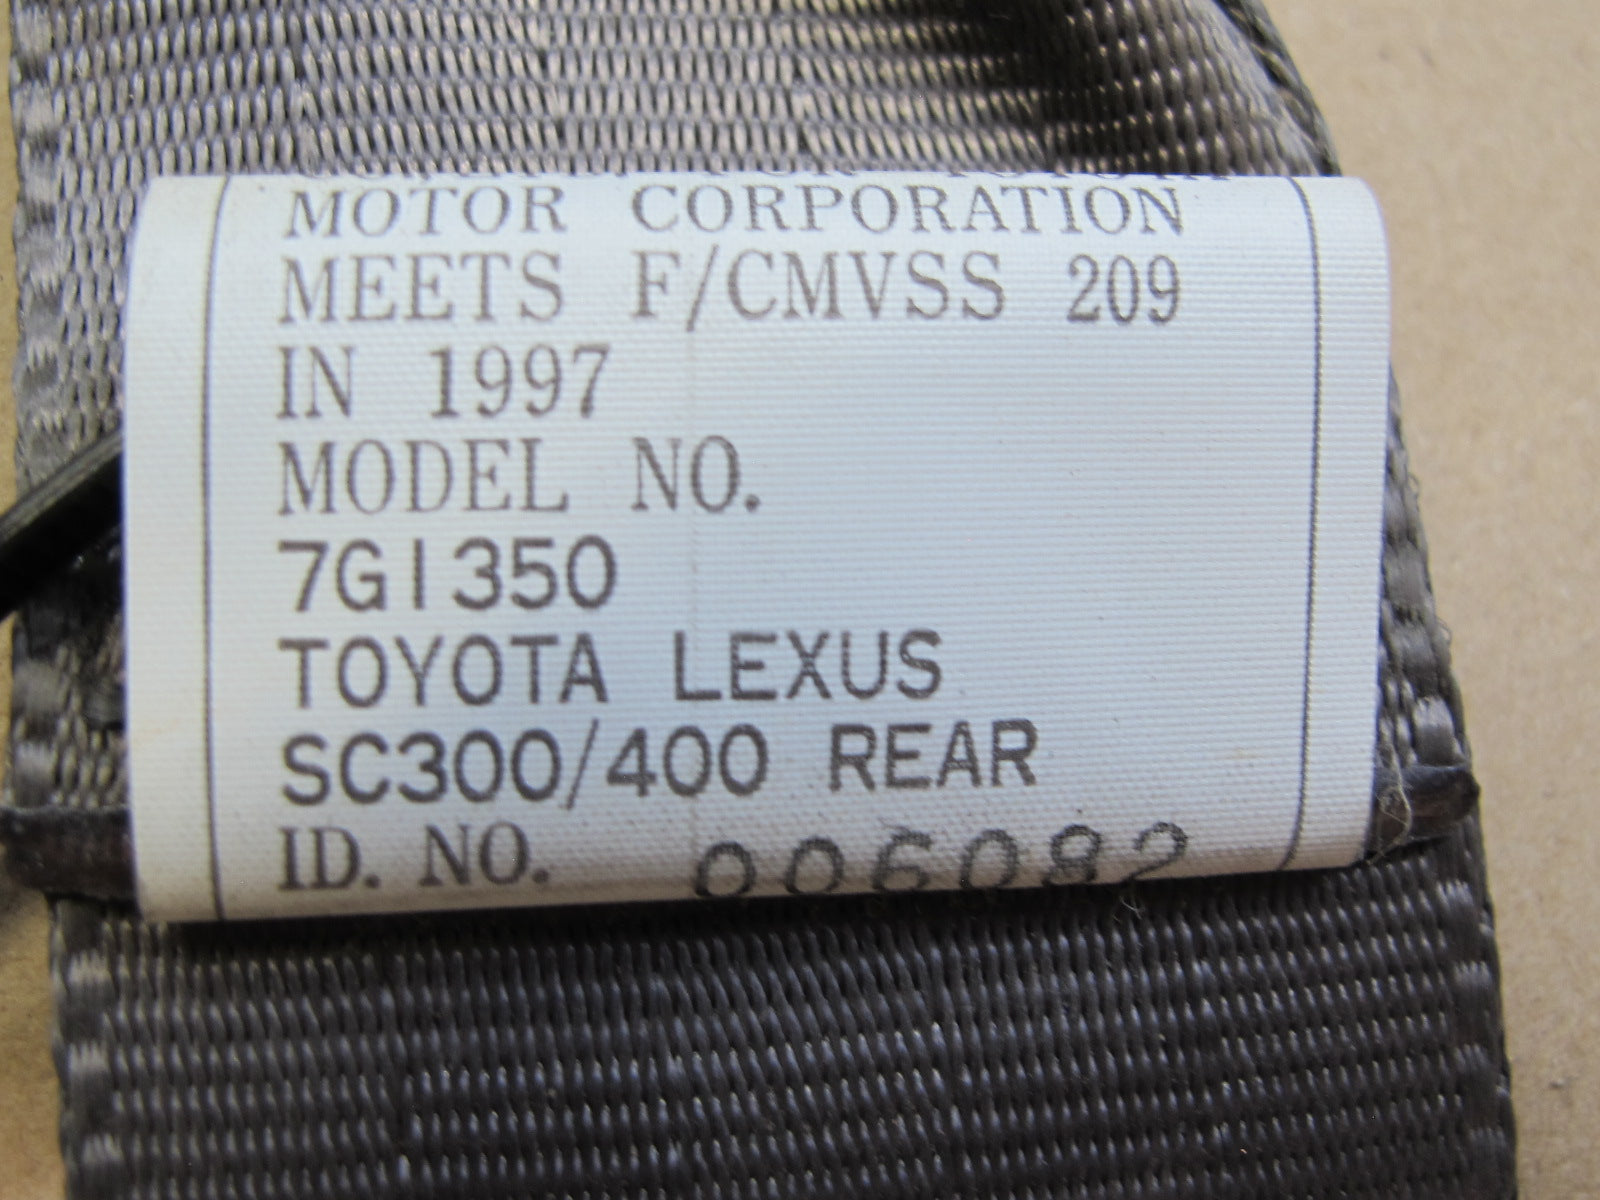 MOTOR CORPORATION
MEETS F/CMVSS 209
IN 1997
MODEL NO.
7G1350
TOYOTA LEXUS
SC300/400 REAR
ID. NO. 006082